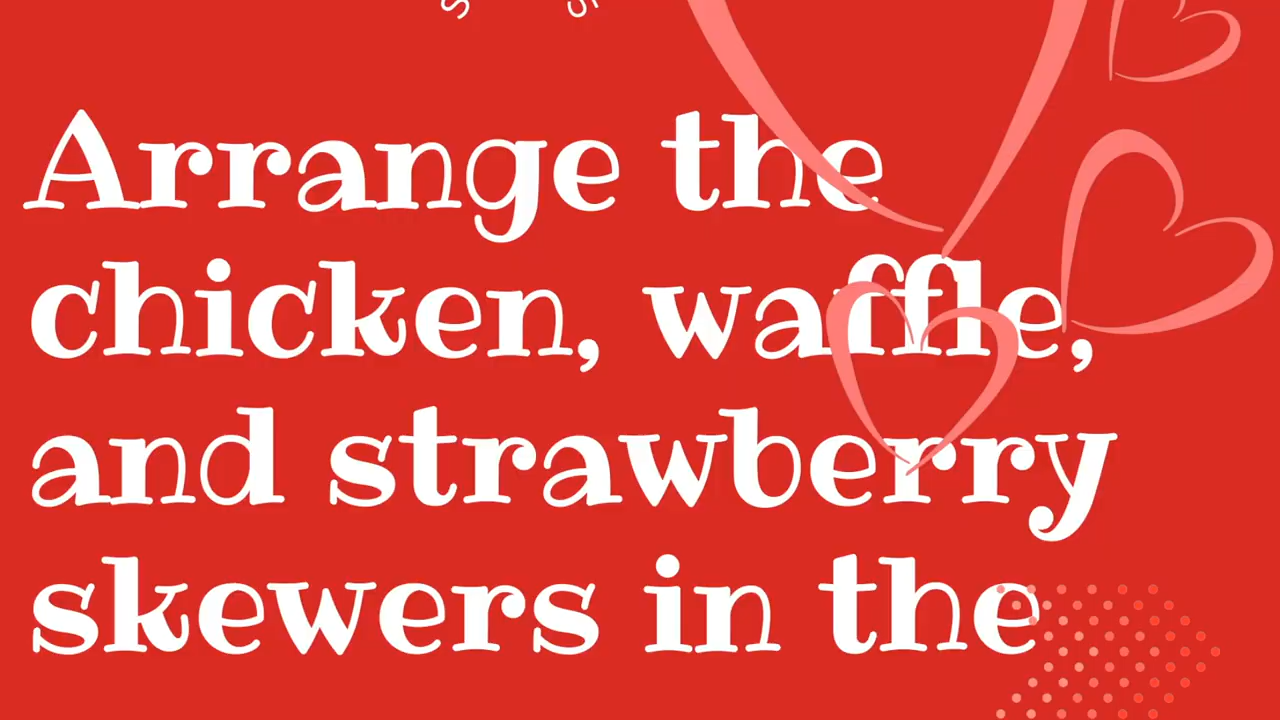 Arrange the
chicken, waffle,
and strawberry
skewers in the